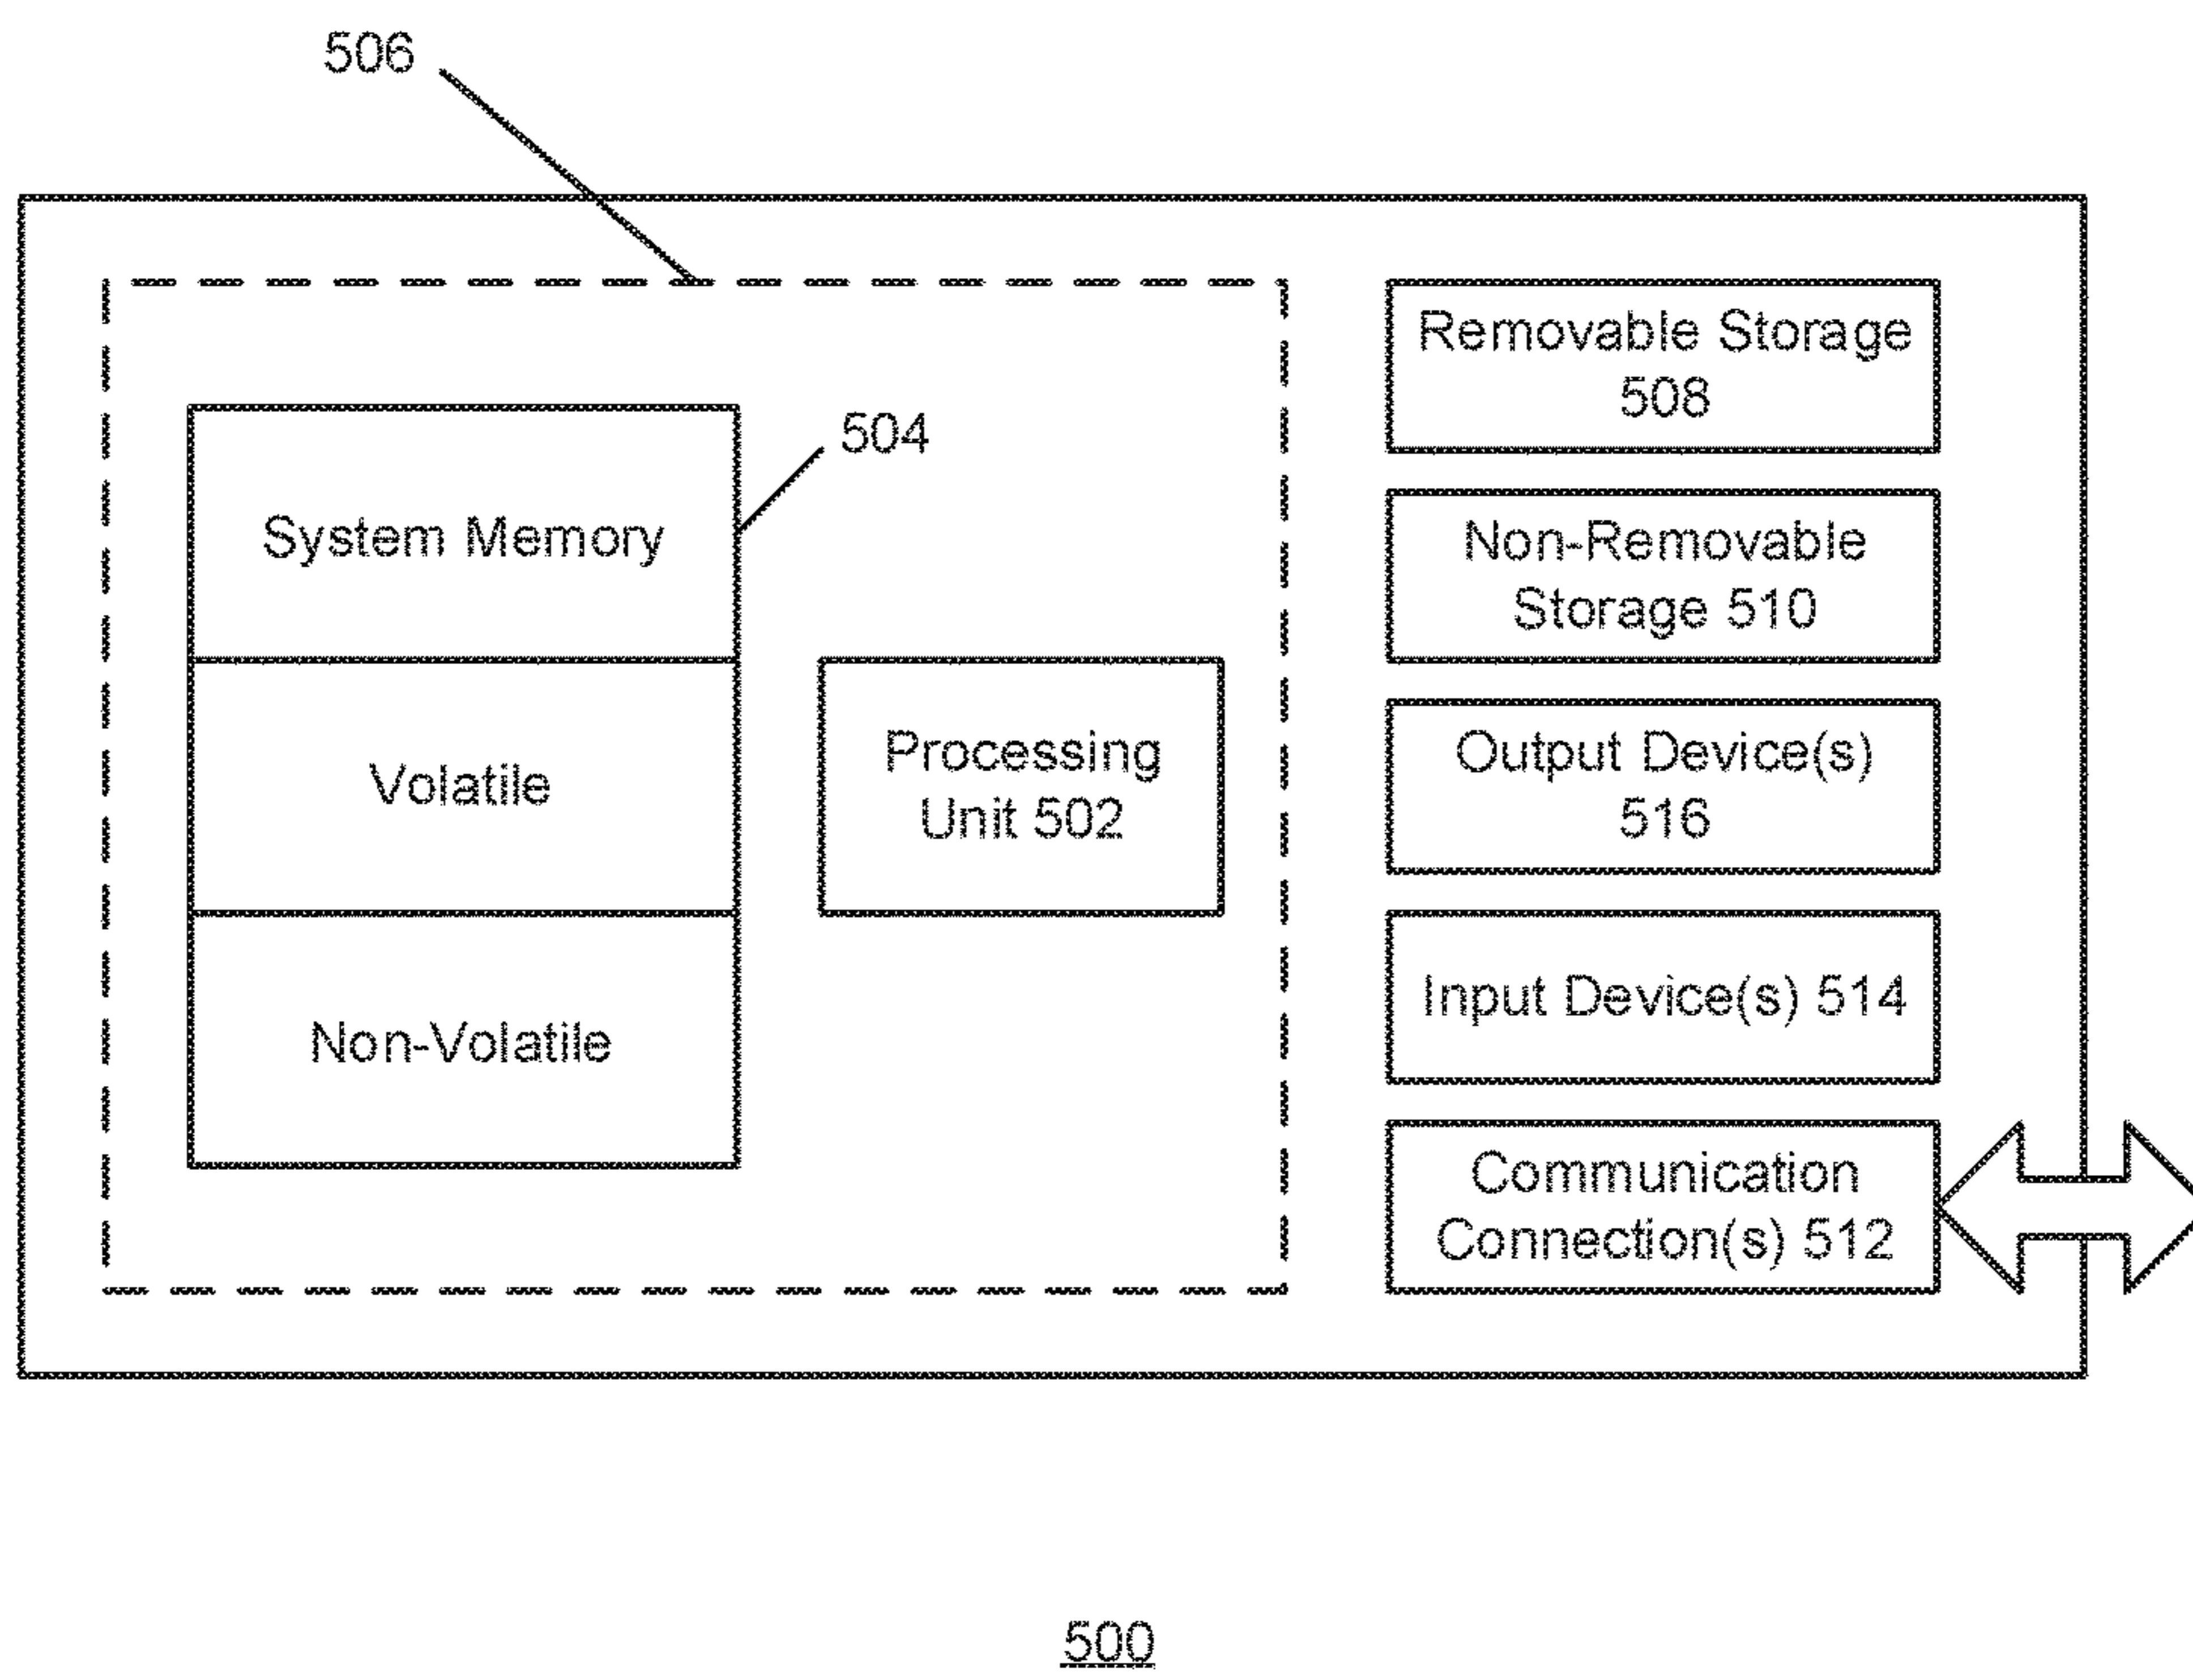 506
504
System Memory
Volatile
Non-Volatile
Processing
Unit 502
Removable Storage
508
Non-Removable
Storage 510
Output Device(s)
516
Input Device(s) 514
Communication
Connection(s) 512
500